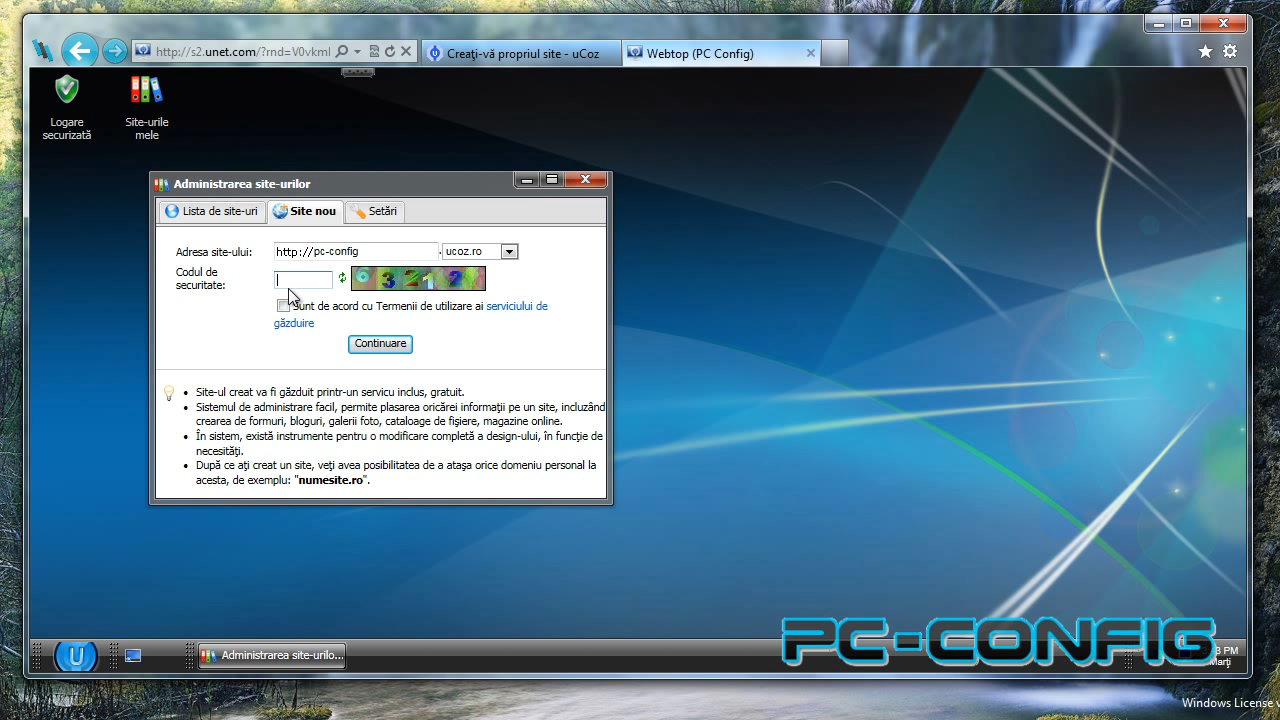 http://s2.unet.com/?rnd=V0vkml
Creaţi-vă propriul site - uCoz
Webtop (PC Config)
Logare
securizată
Site-urile
mele
Administrarea site-urilor
Lista de site-uri
Site nou
Setări
Adresa site-ului:
http://pc-config
.
ucoz.ro
Codul de
securitate:
Sunt de acord cu Termenii de utilizare ai serviciului de
găzduire
Continuare
Site-ul creat va fi găzduit printr-un serviciu inclus, gratuit.
Sistemul de administrare facil, permite plasarea oricărei informaţii pe un site, incluzând
crearea de formuri, bloguri, galerii foto, cataloage de fişiere, magazine online.
În sistem, există instrumente pentru o modificare completă a design-ului, în funcţie de
necesităţi.
După ce aţi creat un site, veţi avea posibilitatea de a ataşa orice domeniu personal la
acesta, de exemplu: "numesite.ro".
U
Administrarea site-urilo...
PC-CONFIG
PM
Marţi
Windows License